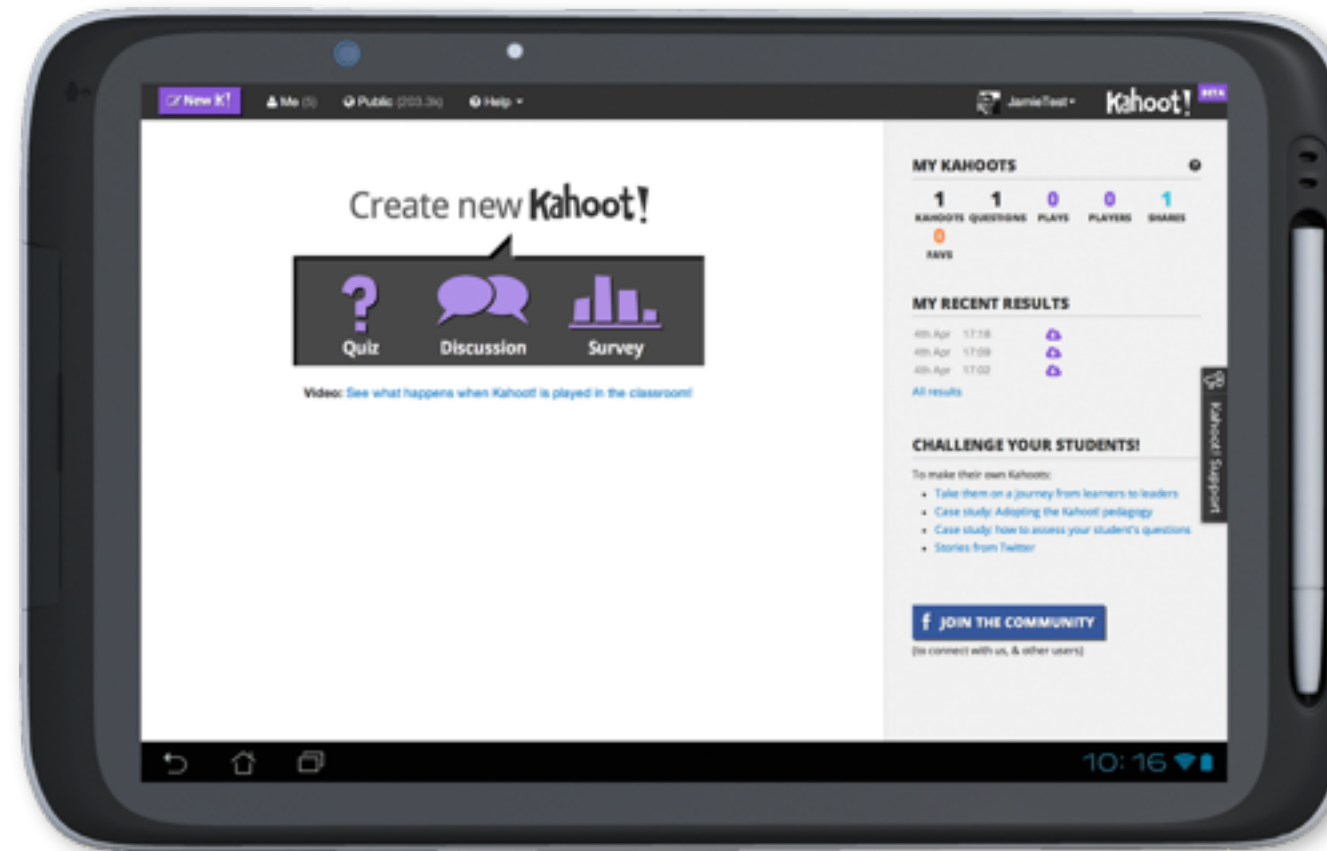 New K! Me (5) Public (203.3k) Help JamieTest Kahoot! BETA
Create new Kahoot!
Quiz Discussion Survey
Video: See what happens when Kahoot! is played in the classroom!
MY KAHOOTS
1 1 0 0 1
KAHOOTS QUESTIONS PLAYS PLAYERS SHARES
0
FAVS
MY RECENT RESULTS
4th Apr 17:18
4th Apr 17:09
4th Apr 17:02
All results
Kahoot! Support
CHALLENGE YOUR STUDENTS!
To make their own Kahoots:
Take them on a journey from learners to leaders
Case study: Adopting the Kahoot! pedagogy
Case study: how to assess your student's questions
Stories from Twitter
f JOIN THE COMMUNITY
(to connect with us, & other users)
10:16